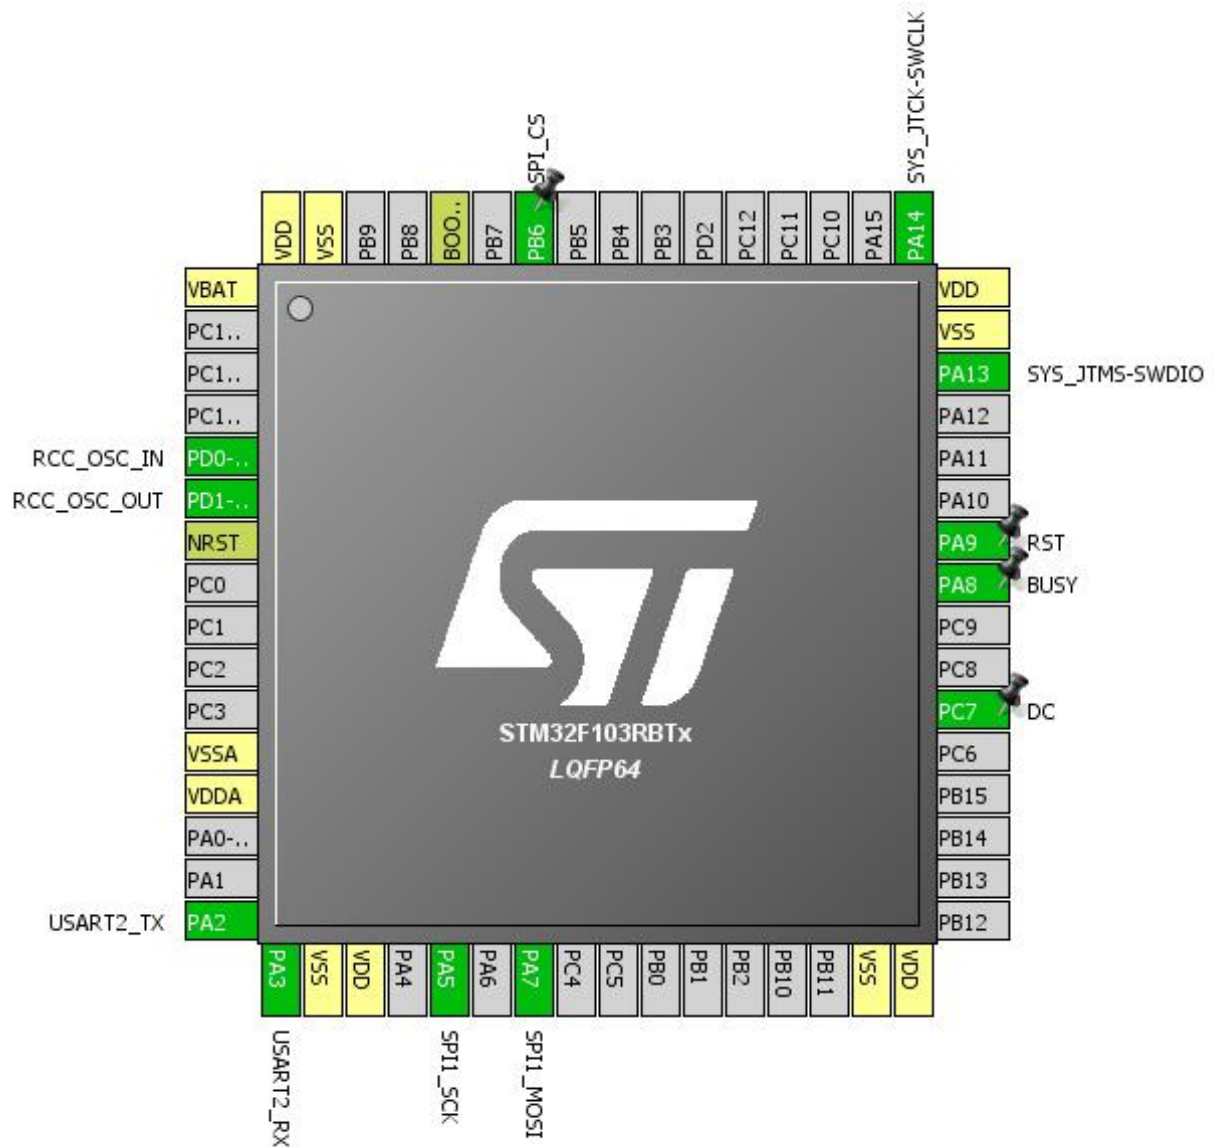 SPI_CS
SYS_JTCK-SWCLK
VDD
VSS
PB9
PB8
BOO..
PB7
PB6
PB5
PB4
PB3
PD2
PC12
PC11
PC10
PA15
PA14
VBAT
PC1..
PC1..
PC1..
RCC_OSC_IN PD0-..
RCC_OSC_OUT PD1-..
NRST
PC0
PC1
PC2
PC3
VSSA
VDDA
PA0-..
PA1
USART2_TX PA2
ST
STM32F103RBTx
LQFP64
VDD
VSS
PA13 SYS_JTMS-SWDIO
PA12
PA11
PA10
PA9 RST
PA8 BUSY
PC9
PC8
PC7 DC
PC6
PB15
PB14
PB13
PB12
PA3
VSS
VDD
PA4
PA5
PA6
PA7
PC4
PC5
PB0
PB1
PB2
PB10
PB11
VSS
VDD
USART2_RX
SPI1_SCK
SPI1_MOSI